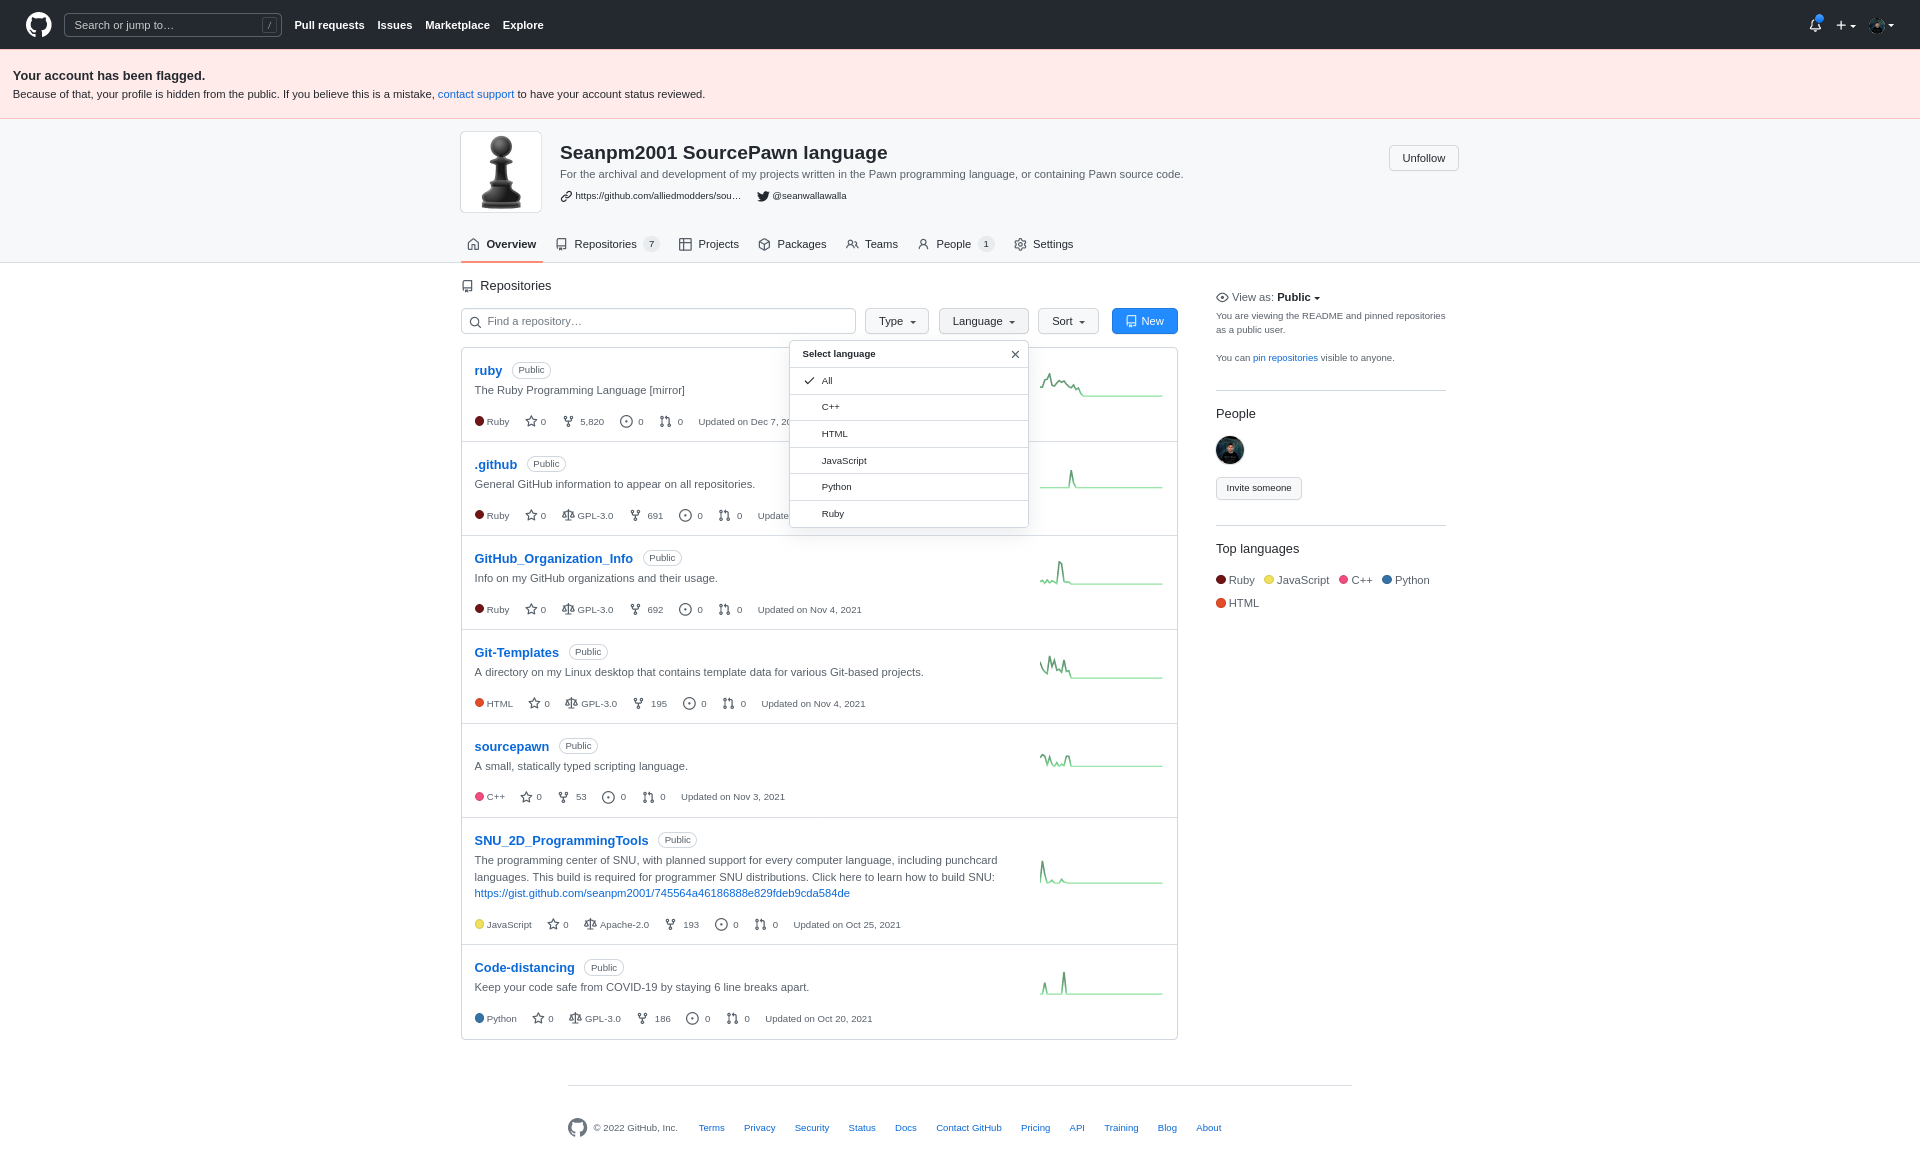 Search or jump to… /
Pull requests Issues Marketplace Explore
Your account has been flagged.
Because of that, your profile is hidden from the public. If you believe this is a mistake, contact support to have your account status reviewed.
Seanpm2001 SourcePawn language
Unfollow
For the archival and development of my projects written in the Pawn programming language, or containing Pawn source code.
https://github.com/alliedmodders/sou… @seanwallawalla
Overview Repositories 7 Projects Packages Teams People 1 Settings
Repositories
Find a repository… Type Language Sort New
Select language
All
C++
HTML
JavaScript
Python
Ruby
ruby Public
The Ruby Programming Language [mirror]
Ruby 0 5,820 0 0 Updated on Dec 7, 20
.github Public
General GitHub information to appear on all repositories.
Ruby 0 GPL-3.0 691 0 0 Update
GitHub_Organization_Info Public
Info on my GitHub organizations and their usage.
Ruby 0 GPL-3.0 692 0 0 Updated on Nov 4, 2021
Git-Templates Public
A directory on my Linux desktop that contains template data for various Git-based projects.
HTML 0 GPL-3.0 195 0 0 Updated on Nov 4, 2021
sourcepawn Public
A small, statically typed scripting language.
C++ 0 53 0 0 Updated on Nov 3, 2021
SNU_2D_ProgrammingTools Public
The programming center of SNU, with planned support for every computer language, including punchcard
languages. This build is required for programmer SNU distributions. Click here to learn how to build SNU:
https://gist.github.com/seanpm2001/745564a46186888e829fdeb9cda584de
JavaScript 0 Apache-2.0 193 0 0 Updated on Oct 25, 2021
Code-distancing Public
Keep your code safe from COVID-19 by staying 6 line breaks apart.
Python 0 GPL-3.0 186 0 0 Updated on Oct 20, 2021
View as: Public
You are viewing the README and pinned repositories
as a public user.
You can pin repositories visible to anyone.
People
Invite someone
Top languages
Ruby JavaScript C++ Python
HTML
© 2022 GitHub, Inc. Terms Privacy Security Status Docs Contact GitHub Pricing API Training Blog About